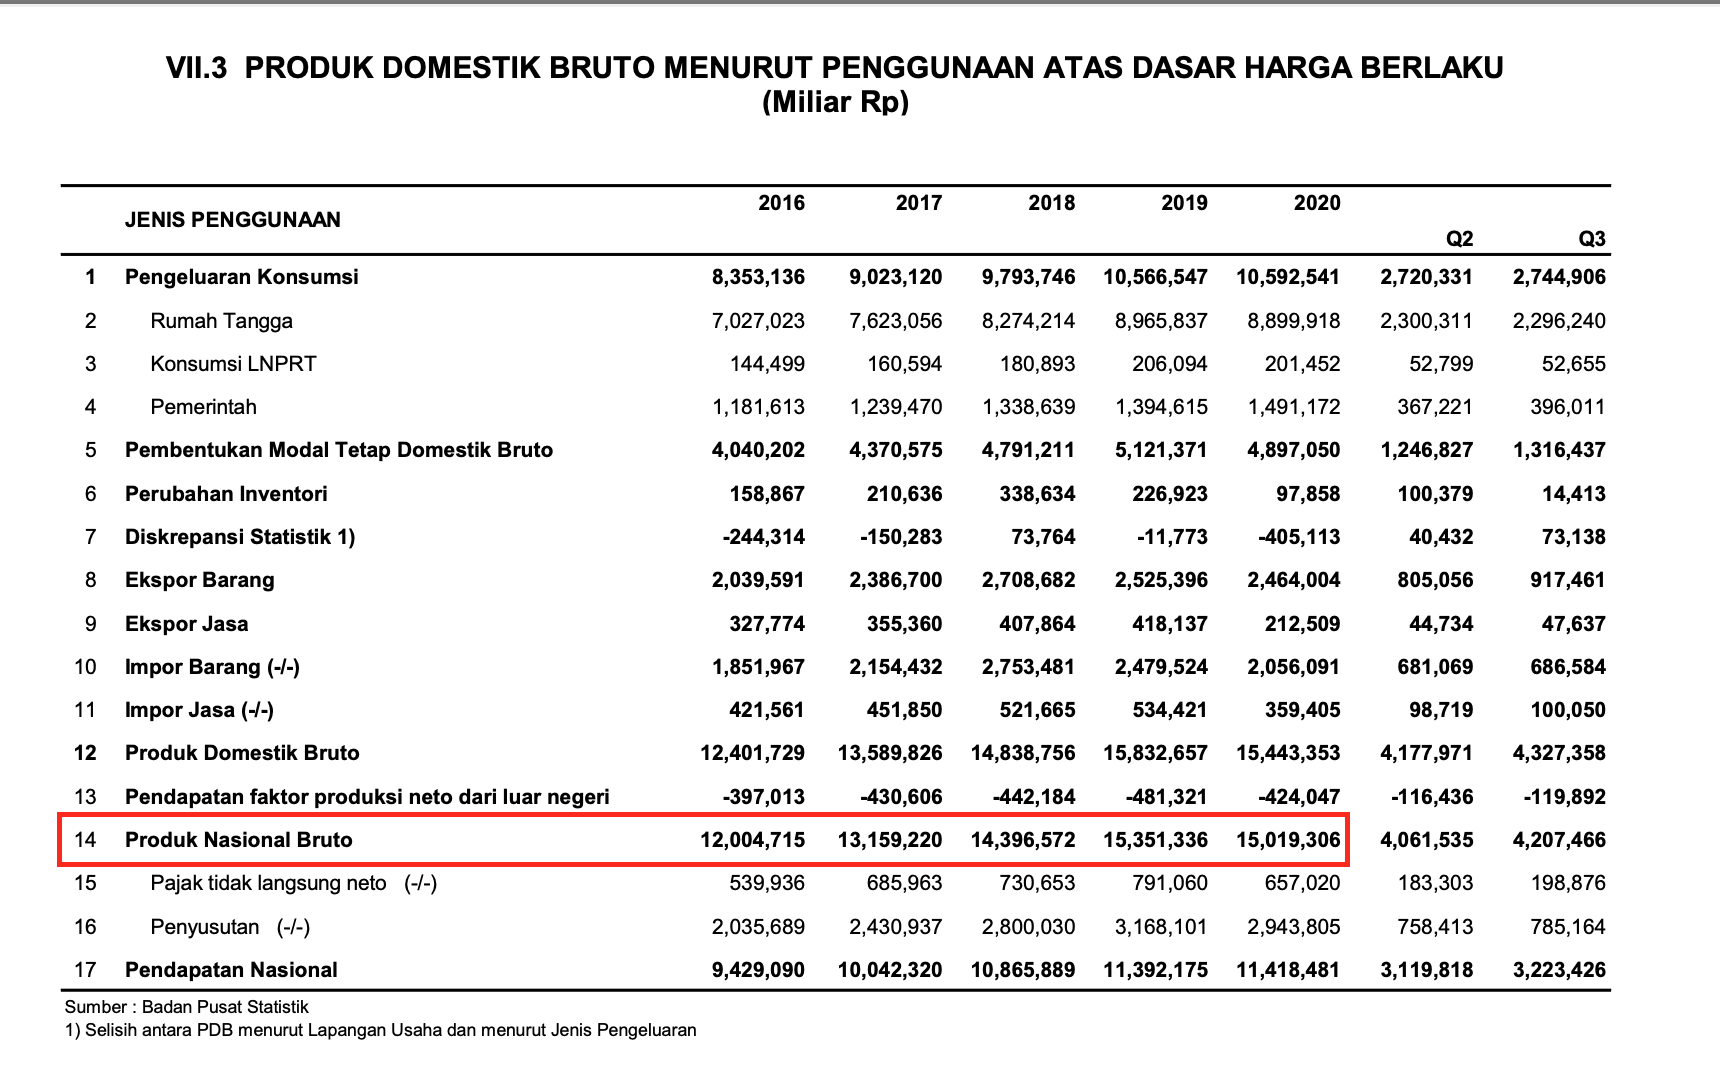 VII.3 PRODUK DOMESTIK BRUTO MENURUT PENGGUNAAN ATAS DASAR HARGA BERLAKU
(Miliar Rp)
JENIS PENGGUNAAN 2016 2017 2018 2019 2020
Q2 Q3
1 Pengeluaran Konsumsi 8,353,136 9,023,120 9,793,746 10,566,547 10,592,541 2,720,331 2,744,906
2 Rumah Tangga 7,027,023 7,623,056 8,274,214 8,965,837 8,899,918 2,300,311 2,296,240
3 Konsumsi LNPRT 144,499 160,594 180,893 206,094 201,452 52,799 52,655
4 Pemerintah 1,181,613 1,239,470 1,338,639 1,394,615 1,491,172 367,221 396,011
5 Pembentukan Modal Tetap Domestik Bruto 4,040,202 4,370,575 4,791,211 5,121,371 4,897,050 1,246,827 1,316,437
6 Perubahan Inventori 158,867 210,636 338,634 226,923 97,858 100,379 14,413
7 Diskrepansi Statistik 1) -244,314 -150,283 73,764 -11,773 -405,113 40,432 73,138
8 Ekspor Barang 2,039,591 2,386,700 2,708,682 2,525,396 2,464,004 805,056 917,461
9 Ekspor Jasa 327,774 355,360 407,864 418,137 212,509 44,734 47,637
10 Impor Barang (-/-) 1,851,967 2,154,432 2,753,481 2,479,524 2,056,091 681,069 686,584
11 Impor Jasa (-/-) 421,561 451,850 521,665 534,421 359,405 98,719 100,050
12 Produk Domestik Bruto 12,401,729 13,589,826 14,838,756 15,832,657 15,443,353 4,177,971 4,327,358
13 Pendapatan faktor produksi neto dari luar negeri -397,013 -430,606 -442,184 -481,321 -424,047 -116,436 -119,892
14 Produk Nasional Bruto 12,004,715 13,159,220 14,396,572 15,351,336 15,019,306 4,061,535 4,207,466
15 Pajak tidak langsung neto (-/-) 539,936 685,963 730,653 791,060 657,020 183,303 198,876
16 Penyusutan (-/-) 2,035,689 2,430,937 2,800,030 3,168,101 2,943,805 758,413 785,164
17 Pendapatan Nasional 9,429,090 10,042,320 10,865,889 11,392,175 11,418,481 3,119,818 3,223,426
Sumber : Badan Pusat Statistik
1) Selisih antara PDB menurut Lapangan Usaha dan menurut Jenis Pengeluaran